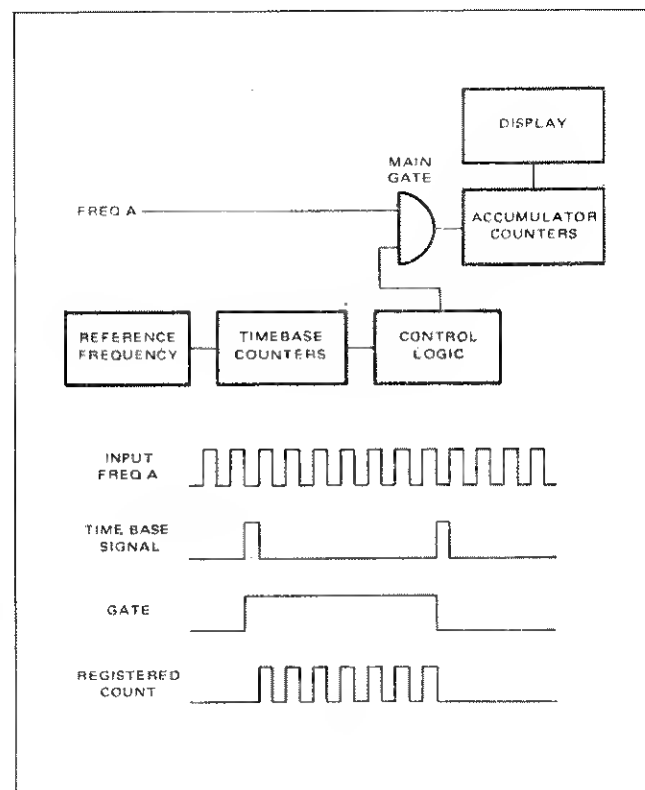 DISPLAY
MAIN
GATE
FREQ A
ACCUMULATOR
COUNTERS
REFERENCE
FREQUENCY
TIMEBASE
COUNTERS
CONTROL
LOGIC
INPUT
FREQ A
TIME BASE
SIGNAL
GATE
REGISTERED
COUNT